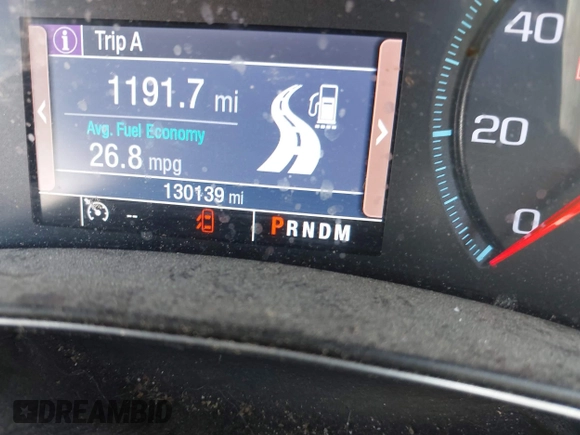 i Trip A
1191.7 mi
Avg. Fuel Economy
26.8 mpg
130139 mi
--
PRNDM
40
20
0
DREAMBID